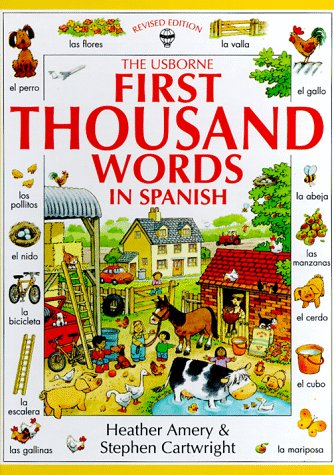 REVISED EDITION
las flores
la valla
el perro
el gallo
THE USBORNE
FIRST
THOUSAND
WORDS
IN SPANISH
los
pollitos
el nido
la
bicicleta
la
escalera
las gallinas
la abeja
las
manzanas
el cerdo
el cubo
la mariposa
Heather Amery &
Stephen Cartwright